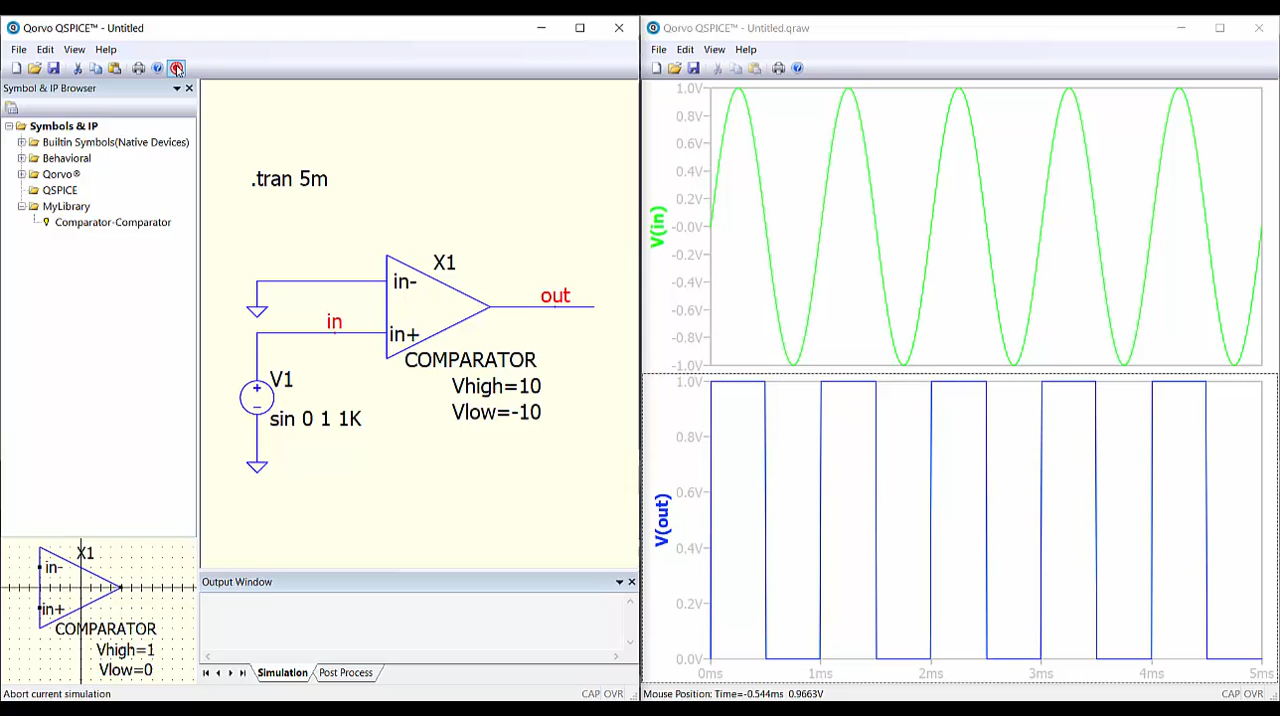 Qorvo QSPICE™ - Untitled
File Edit View Help
Symbol & IP Browser
Symbols & IP
Builtin Symbols(Native Devices)
Behavioral
Qorvo®
QSPICE
MyLibrary
Comparator-Comparator
X1
in-
in+
COMPARATOR
Vhigh=1
Vlow=0
.tran 5m
X1
in-
out
in
in+
COMPARATOR
Vhigh=10
Vlow=-10
V1
sin 0 1 1K
Output Window
Simulation
Post Process
Abort current simulation
CAP OVR
Qorvo QSPICE™ - Untitled.qraw
File Edit View Help
V(in)
1.0V
0.8V
0.6V
0.4V
0.2V
-0.0V
-0.2V
-0.4V
-0.6V
-0.8V
-1.0V
V(out)
1.0V
0.8V
0.6V
0.4V
0.2V
0.0V
0ms 1ms 2ms 3ms 4ms 5ms
Mouse Position: Time=-0.544ms 0.9663V
CAP OVR